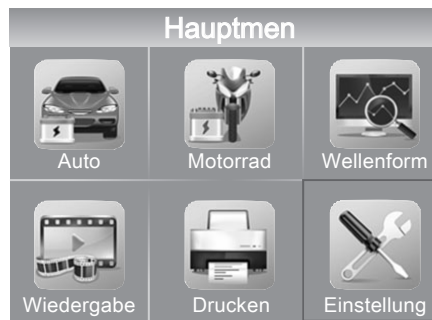 Hauptmen
Auto
Motorrad
Wellenform
Wiedergabe
Drucken
Einstellung